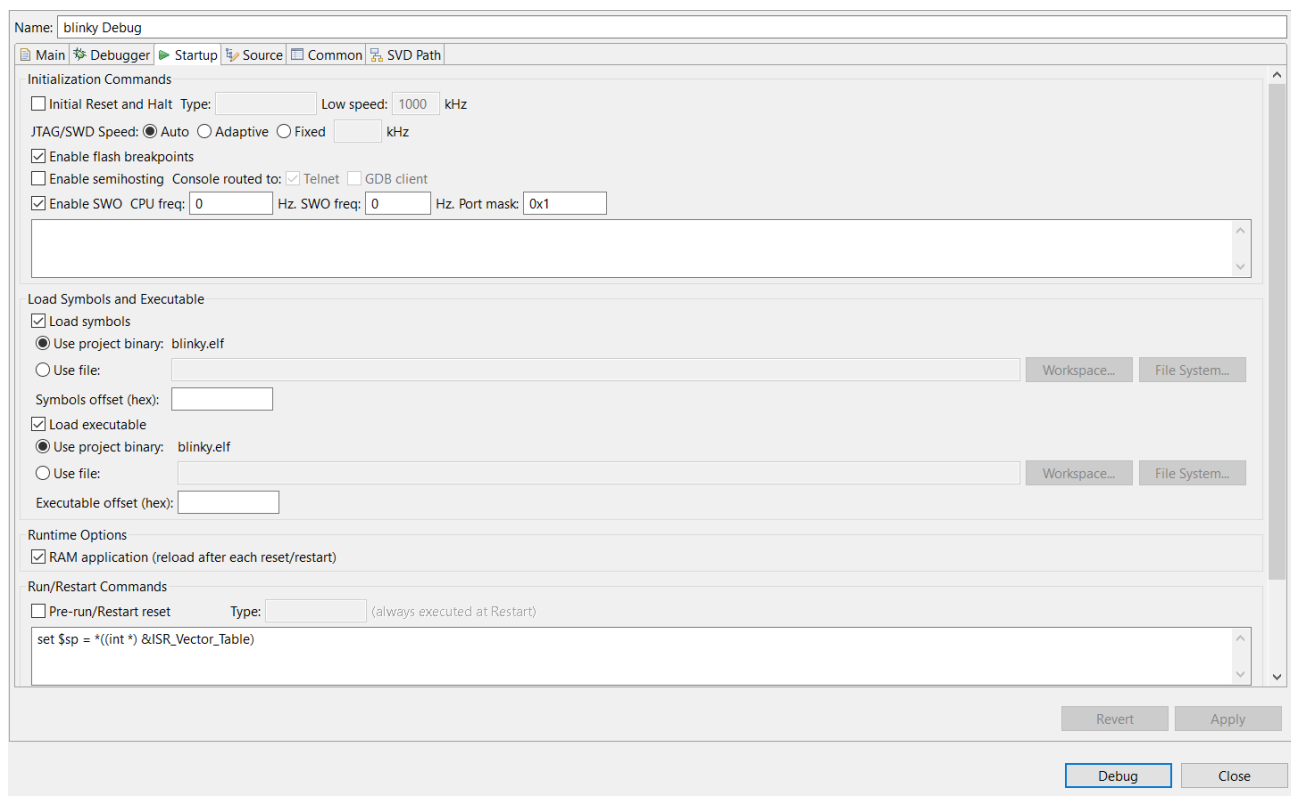 Name: blinky Debug
Main Debugger Startup Source Common SVD Path
Initialization Commands
Initial Reset and Halt Type: Low speed: 1000 kHz
JTAG/SWD Speed: Auto Adaptive Fixed kHz
Enable flash breakpoints
Enable semihosting Console routed to: Telnet GDB client
Enable SWO CPU freq: 0 Hz. SWO freq: 0 Hz. Port mask: 0x1
Load Symbols and Executable
Load symbols
Use project binary: blinky.elf
Use file: Workspace... File System...
Symbols offset (hex):
Load executable
Use project binary: blinky.elf
Use file: Workspace... File System...
Executable offset (hex):
Runtime Options
RAM application (reload after each reset/restart)
Run/Restart Commands
Pre-run/Restart reset Type: (always executed at Restart)
set $sp = *((int *) &ISR_Vector_Table)
Revert Apply
Debug Close